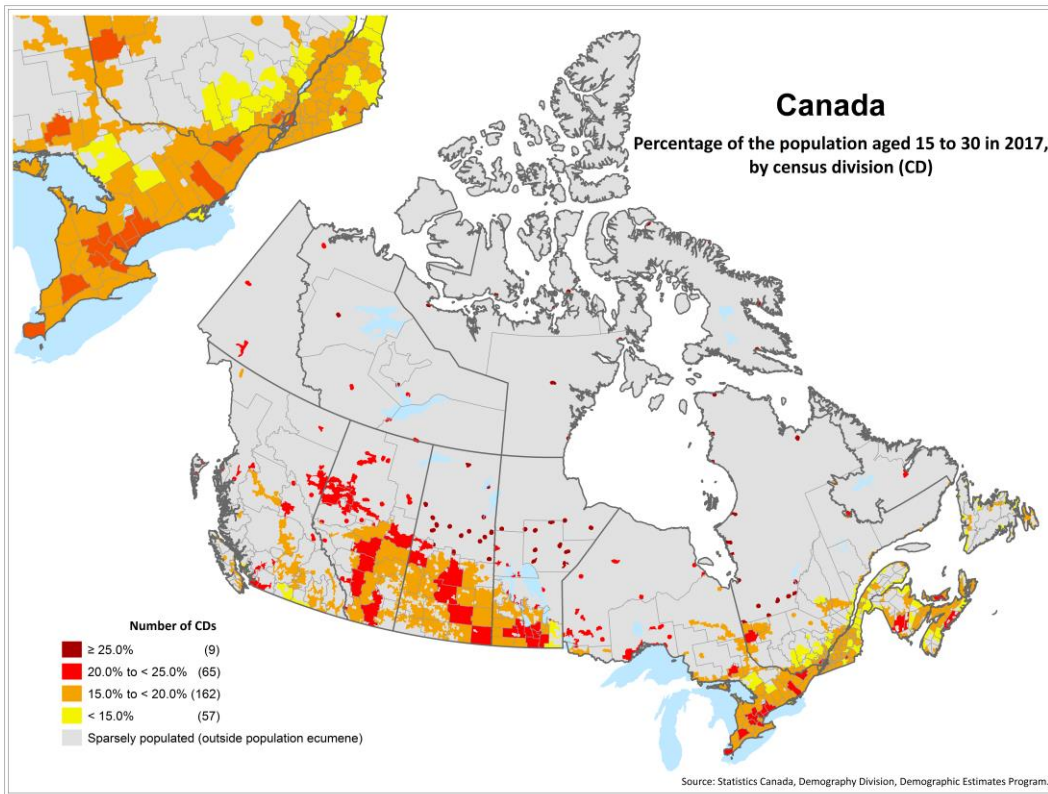 Canada
Percentage of the population aged 15 to 30 in 2017,
by census division (CD)
Number of CDs
≥ 25.0% (9)
20.0% to < 25.0% (65)
15.0% to < 20.0% (162)
< 15.0% (57)
Sparsely populated (outside population ecumene)
Source: Statistics Canada, Demography Division, Demographic Estimates Program.